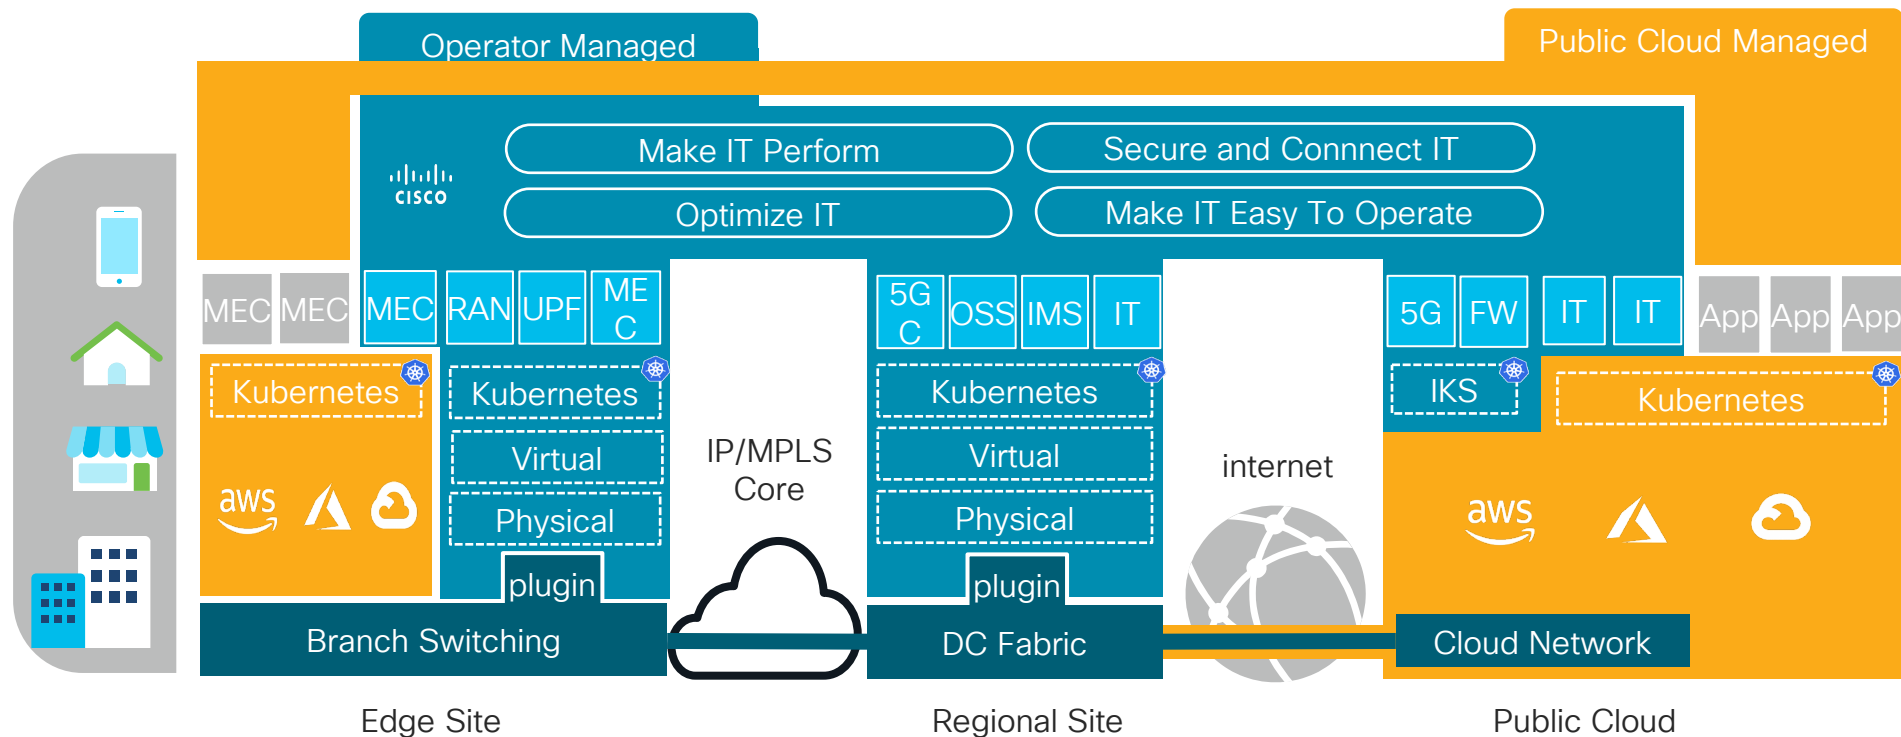 Operator Managed
Public Cloud Managed
Make IT Perform
Secure and Connnect IT
CISCO
Optimize IT
Make IT Easy To Operate
MEC
MEC
MEC
RAN
UPF
ME
C
5G
C
OSS
IMS
IT
5G
FW
IT
IT
App
App
App
Kubernetes
Kubernetes
Kubernetes
IKS
Kubernetes
Virtual
IP/MPLS
Core
Virtual
internet
aws
Physical
Physical
aws
plugin
plugin
Branch Switching
DC Fabric
Cloud Network
Edge Site
Regional Site
Public Cloud